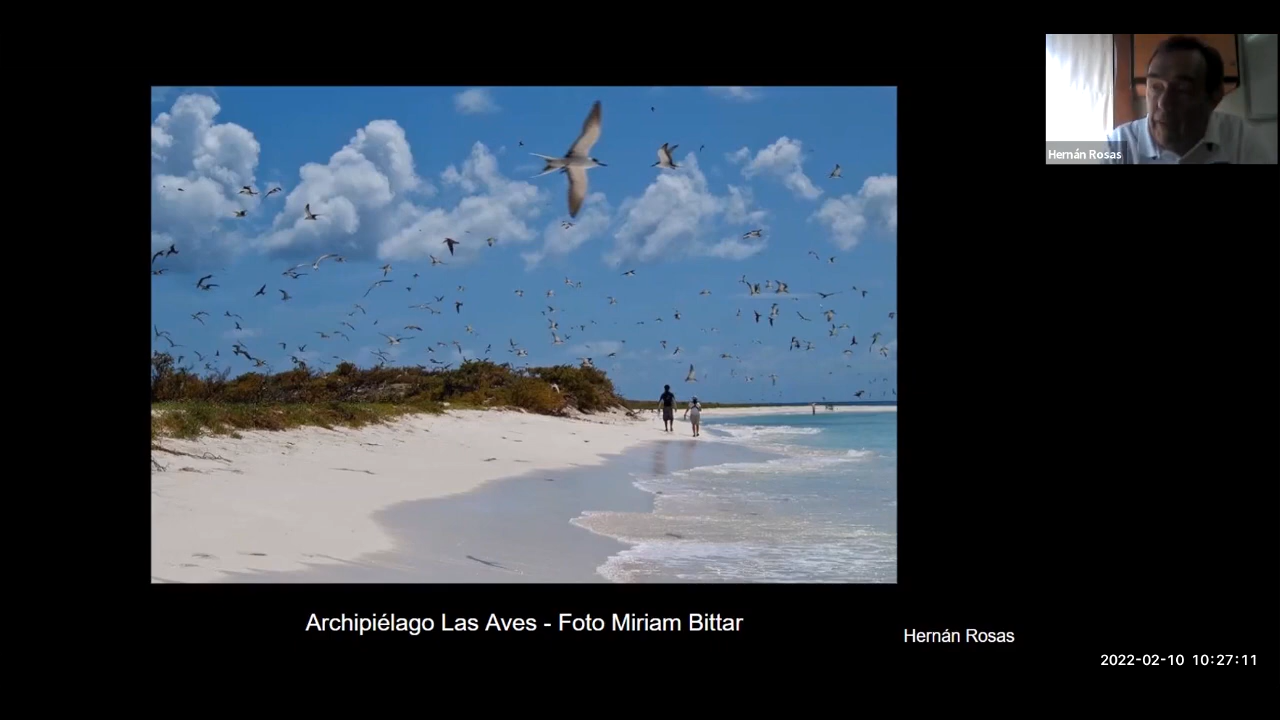 Hernán Rosas
Archipiélago Las Aves - Foto Miriam Bittar
Hernán Rosas
2022-02-10 10:27:11